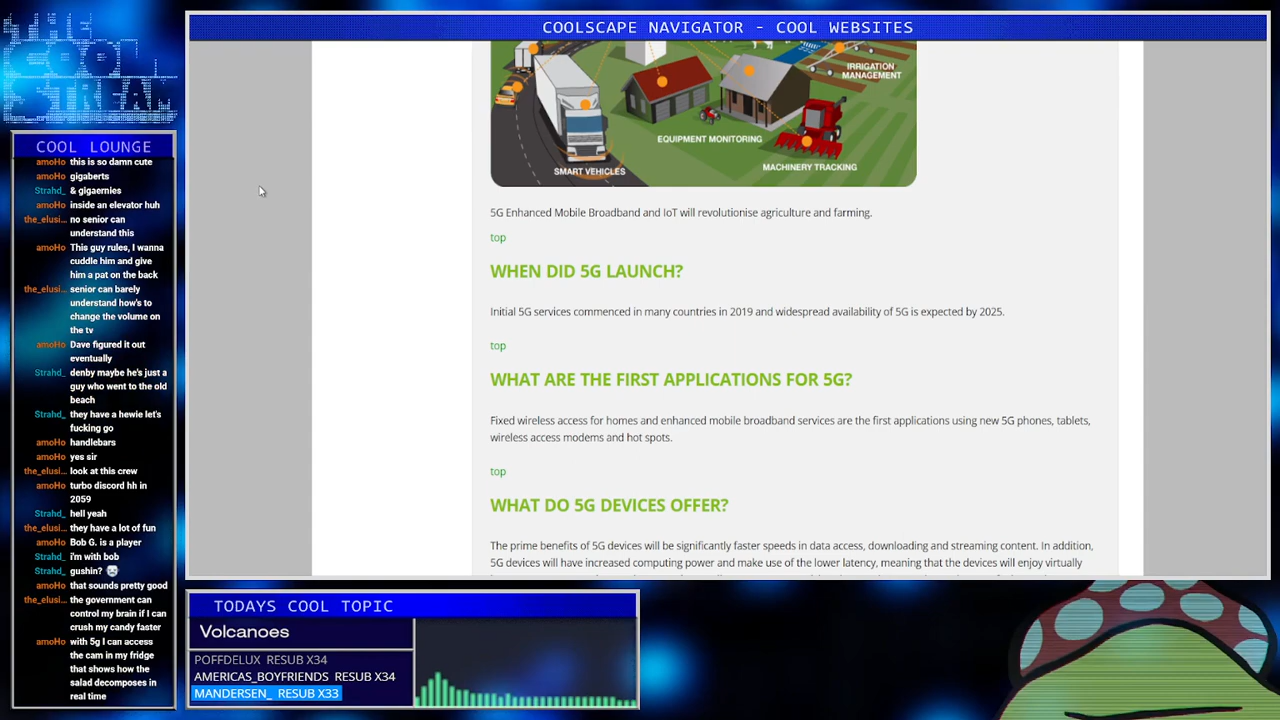 COOLSCAPE NAVIGATOR - COOL WEBSITES
COOL LOUNGE
amoHo this is so damn cute
amoHo gigaberts
Strahd_ & gigaernies
amoHo inside an elevator huh
the_elusi... no senior can
understand this
amoHo This guy rules, I wanna
cuddle him and give
him a pat on the back
the_elusi... senior can barely
understand how's to
change the volume on
the tv
amoHo Dave figured it out
eventually
Strahd_ denby maybe he's just a
guy who went to the old
beach
Strahd_ they have a hewie let's
fucking go
amoHo handlebars
amoHo yes sir
the_elusi... look at this crew
amoHo turbo discord hh in
2059
Strahd_ hell yeah
the_elusi... they have a lot of fun
amoHo Bob G. is a player
Strahd_ i'm with bob
Strahd_ gushin?
amoHo that sounds pretty good
the_elusi... the government can
control my brain if I can
crush my candy faster
amoHo with 5g I can access
the cam in my fridge
that shows how the
salad decomposes in
real time
IRRIGATION
MANAGEMENT
EQUIPMENT MONITORING
MACHINERY TRACKING
SMART VEHICLES
5G Enhanced Mobile Broadband and IoT will revolutionise agriculture and farming.
top
WHEN DID 5G LAUNCH?
Initial 5G services commenced in many countries in 2019 and widespread availability of 5G is expected by 2025.
top
WHAT ARE THE FIRST APPLICATIONS FOR 5G?
Fixed wireless access for homes and enhanced mobile broadband services are the first applications using new 5G phones, tablets,
wireless access modems and hot spots.
top
WHAT DO 5G DEVICES OFFER?
The prime benefits of 5G devices will be significantly faster speeds in data access, downloading and streaming content. In addition,
5G devices will have increased computing power and make use of the lower latency, meaning that the devices will enjoy virtually
TODAYS COOL TOPIC
Volcanoes
POFFDELUX RESUB X34
AMERICAS_BOYFRIENDS RESUB X34
MANDERSEN_ RESUB X33